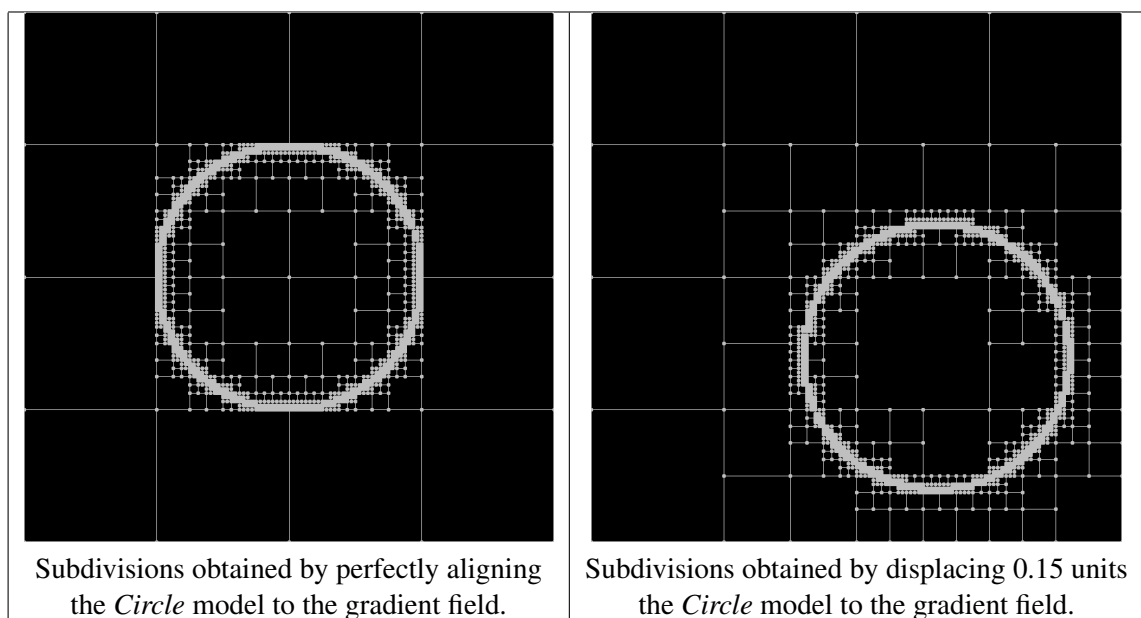 Subdivisions obtained by perfectly aligning
the Circle model to the gradient field.
Subdivisions obtained by displacing 0.15 units
the Circle model to the gradient field.